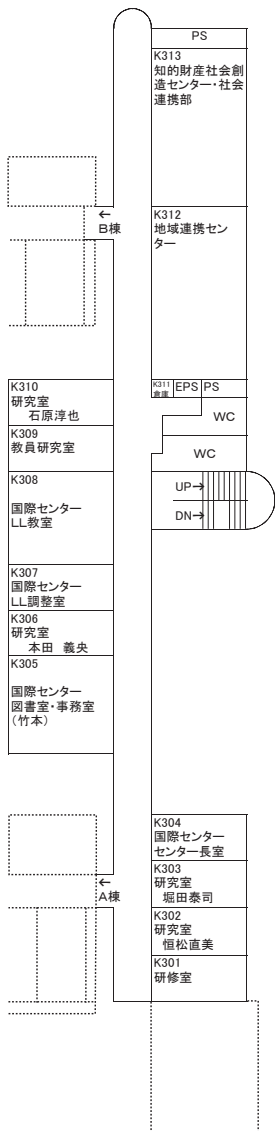 PS
K313
知的財産社会創
造センター・社会
連携部
K312
地域連携セン
ター
←
B棟
K311
倉庫
EPS
PS
WC
WC
UP→
DN→
K310
研究室
石原淳也
K309
教員研究室
K308
国際センター
LL教室
K307
国際センター
LL調整室
K306
研究室
本田 義央
K305
国際センター
図書室・事務室
（竹本）
K304
国際センター
センター長室
K303
研究室
堀田泰司
←
A棟
K302
研究室
恒松直美
K301
研修室